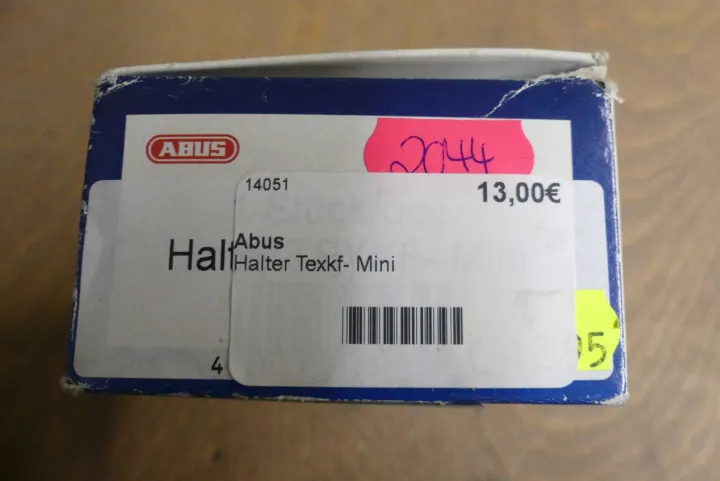 ABUS
2044
14051
13,00€
Halt
Abus
Halter Texkf- Mini
4
95